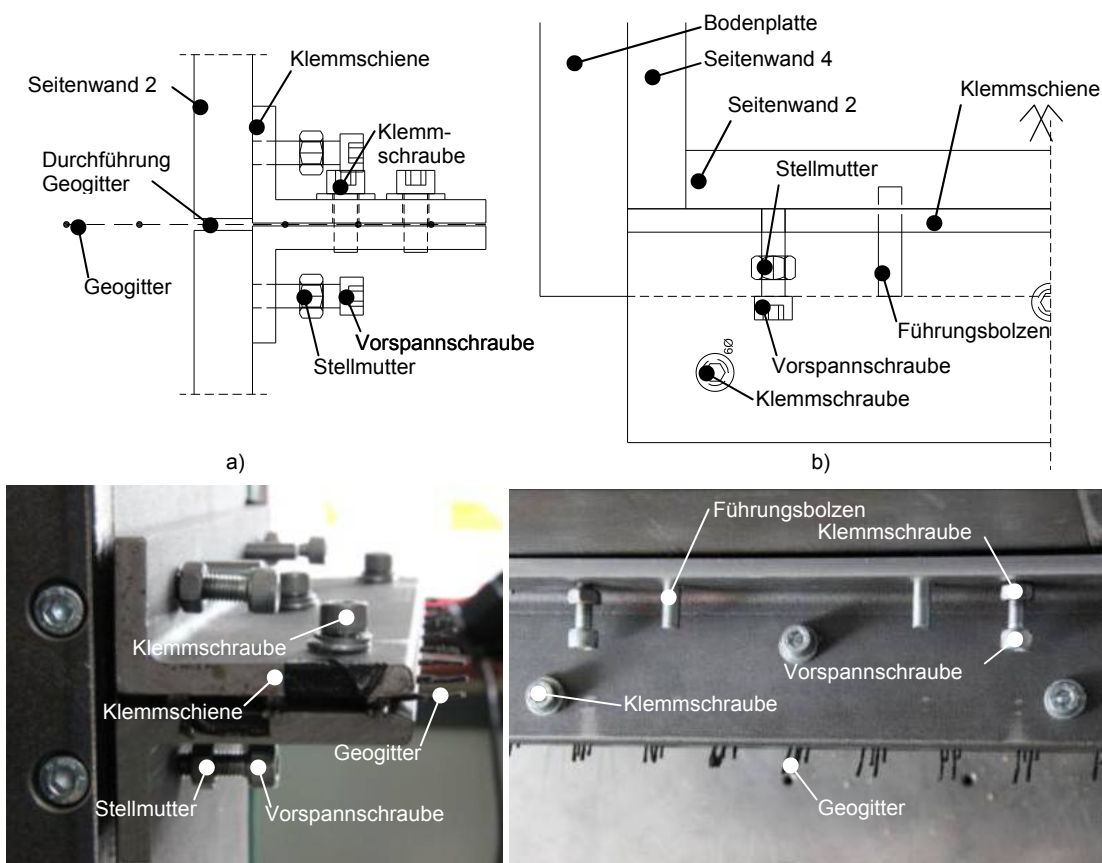 Seitenwand 2
Klemmschiene
Klemm-
schraube
Durchführung
Geogitter
Geogitter
Vorspannschraube
Stellmutter
a)
Bodenplatte
Seitenwand 4
Klemmschiene
Seitenwand 2
Stellmutter
Führungsbolzen
Vorspannschraube
Ø9
Klemmschraube
b)
Klemmschraube
Klemmschiene
Geogitter
Stellmutter
Vorspannschraube
Führungsbolzen
Klemmschraube
Vorspannschraube
Klemmschraube
Geogitter